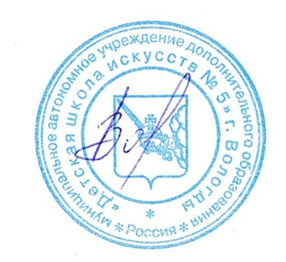 муниципальное автономное учреждение дополнительного образования
* Россия *
«Детская школа искусств № 5» г. Вологды
*